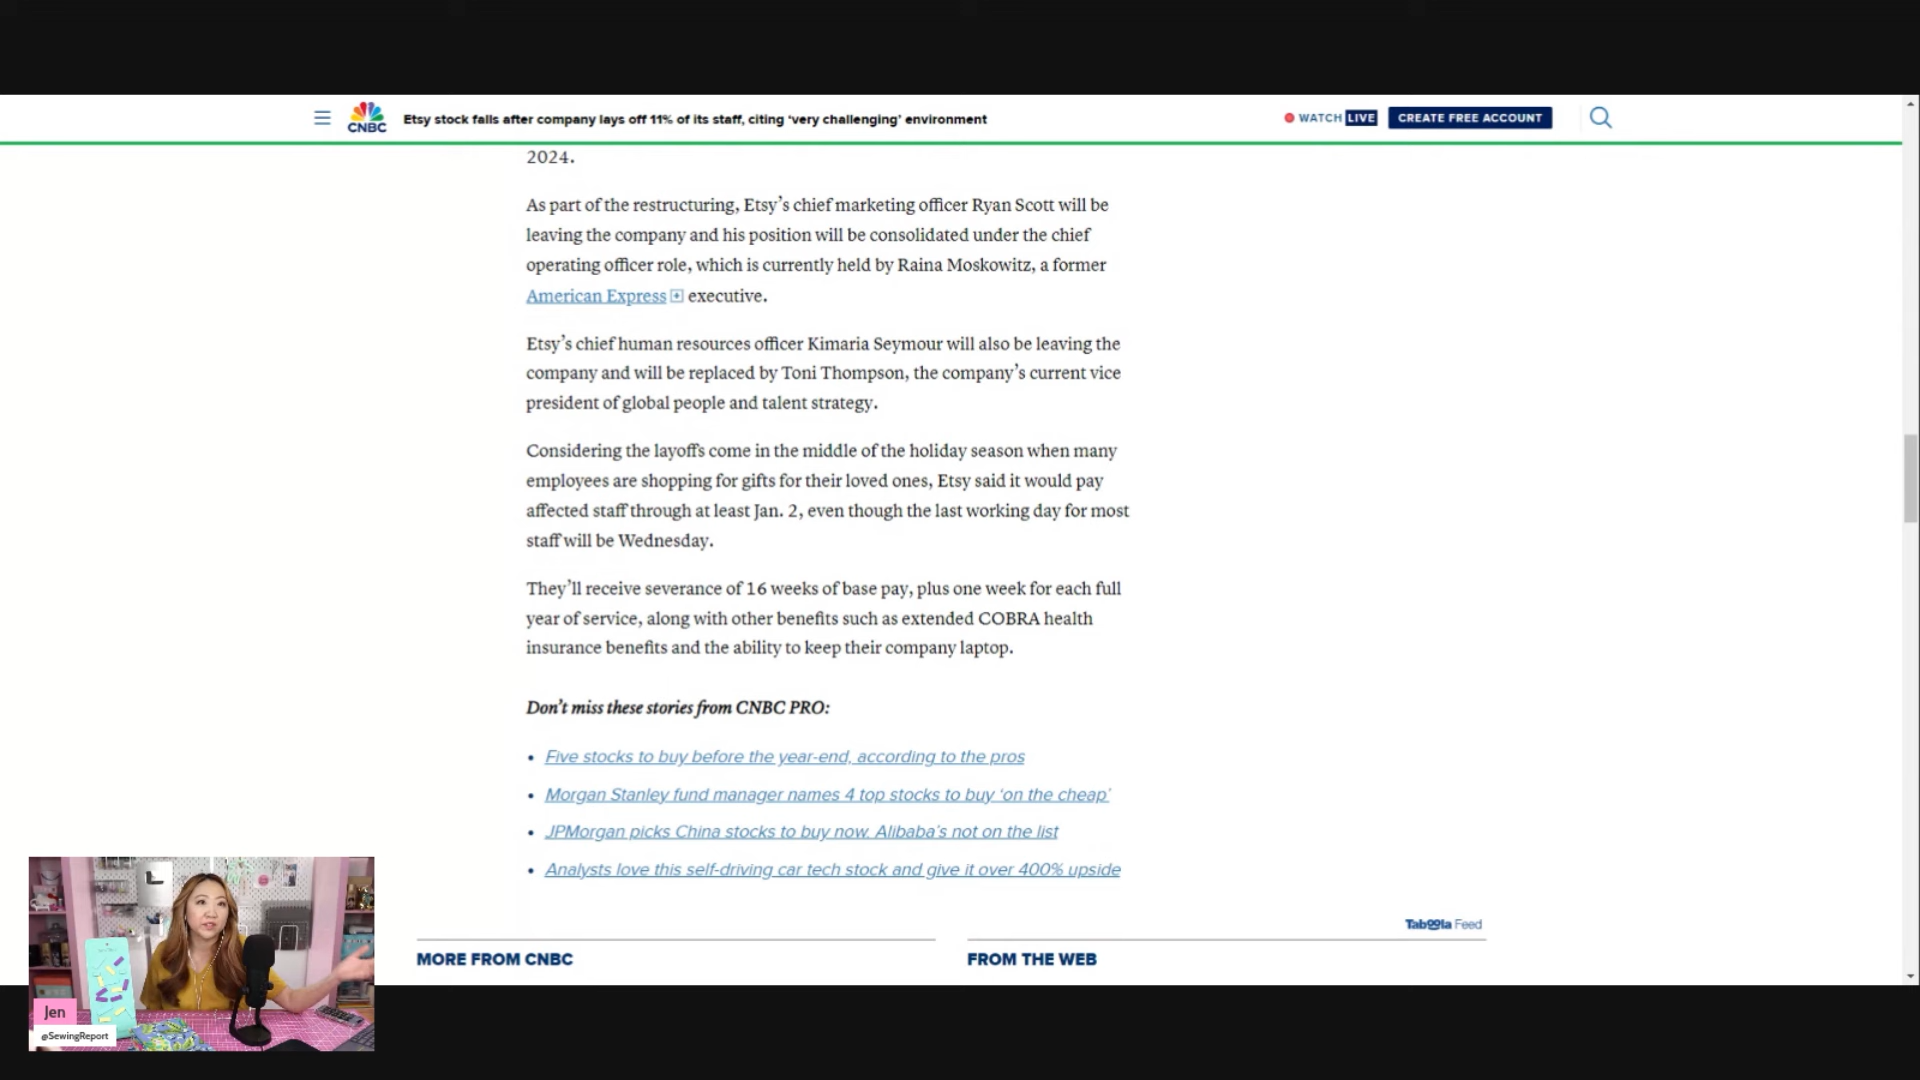 CNBC
Etsy stock falls after company lays off 11% of its staff, citing ‘very challenging’ environment
WATCH LIVE
CREATE FREE ACCOUNT
2024.
As part of the restructuring, Etsy’s chief marketing officer Ryan Scott will be
leaving the company and his position will be consolidated under the chief
operating officer role, which is currently held by Raina Moskowitz, a former
American Express executive.
Etsy’s chief human resources officer Kimaria Seymour will also be leaving the
company and will be replaced by Toni Thompson, the company’s current vice
president of global people and talent strategy.
Considering the layoffs come in the middle of the holiday season when many
employees are shopping for gifts for their loved ones, Etsy said it would pay
affected staff through at least Jan. 2, even though the last working day for most
staff will be Wednesday.
They’ll receive severance of 16 weeks of base pay, plus one week for each full
year of service, along with other benefits such as extended COBRA health
insurance benefits and the ability to keep their company laptop.
Don’t miss these stories from CNBC PRO:
• Five stocks to buy before the year-end, according to the pros
• Morgan Stanley fund manager names 4 top stocks to buy ‘on the cheap’
• JPMorgan picks China stocks to buy now. Alibaba’s not on the list
• Analysts love this self-driving car tech stock and give it over 400% upside
Taboola Feed
MORE FROM CNBC
FROM THE WEB
Jen
@SewingReport